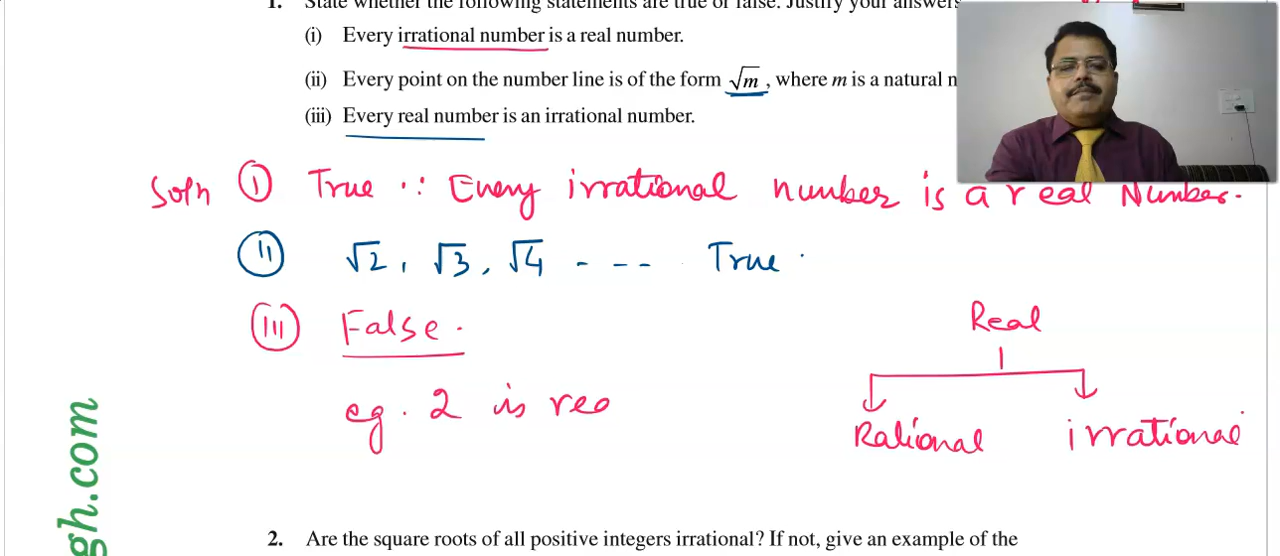 1. State whether the following statements are true or false. Justify your answers
(i) Every irrational number is a real number.
(ii) Every point on the number line is of the form √m , where m is a natural n
(iii) Every real number is an irrational number.
Soln ① True ∵ Every irrational number is a real Number.
ⓘⓘ √2, √3, √4 - - - True.
(iii) False.
Real
eg. 2 is rea
Rational irrational
gh.com
2. Are the square roots of all positive integers irrational? If not, give an example of the